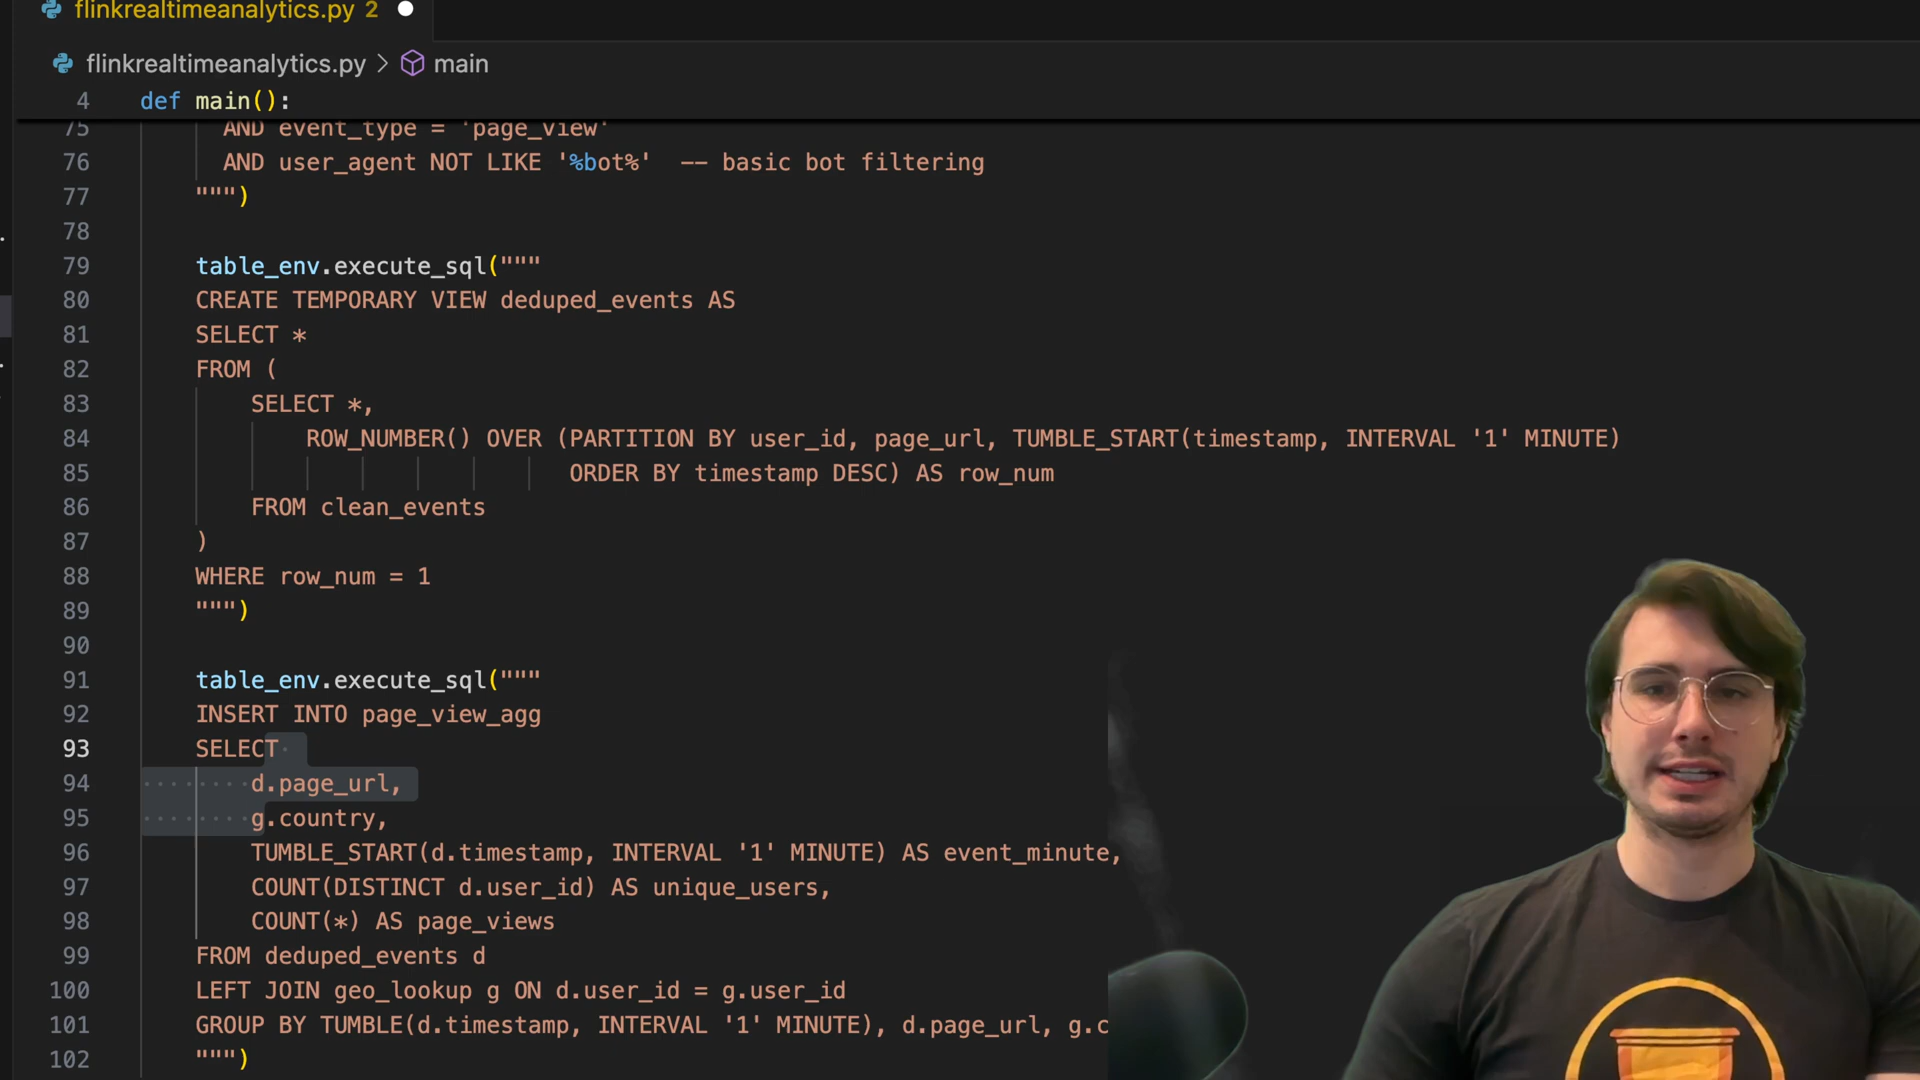 flinkrealtimeanalytics.py 2
flinkrealtimeanalytics.py > main
4 def main():
75 AND event_type = 'page_view'
76 AND user_agent NOT LIKE '%bot%' -- basic bot filtering
77 """)
78
79 table_env.execute_sql("""
80 CREATE TEMPORARY VIEW deduped_events AS
81 SELECT *
82 FROM (
83 SELECT *,
84 ROW_NUMBER() OVER (PARTITION BY user_id, page_url, TUMBLE_START(timestamp, INTERVAL '1' MINUTE)
85 ORDER BY timestamp DESC) AS row_num
86 FROM clean_events
87 )
88 WHERE row_num = 1
89 """)
90
91 table_env.execute_sql("""
92 INSERT INTO page_view_agg
93 SELECT
94 d.page_url,
95 g.country,
96 TUMBLE_START(d.timestamp, INTERVAL '1' MINUTE) AS event_minute,
97 COUNT(DISTINCT d.user_id) AS unique_users,
98 COUNT(*) AS page_views
99 FROM deduped_events d
100 LEFT JOIN geo_lookup g ON d.user_id = g.user_id
101 GROUP BY TUMBLE(d.timestamp, INTERVAL '1' MINUTE), d.page_url, g.c
102 """)